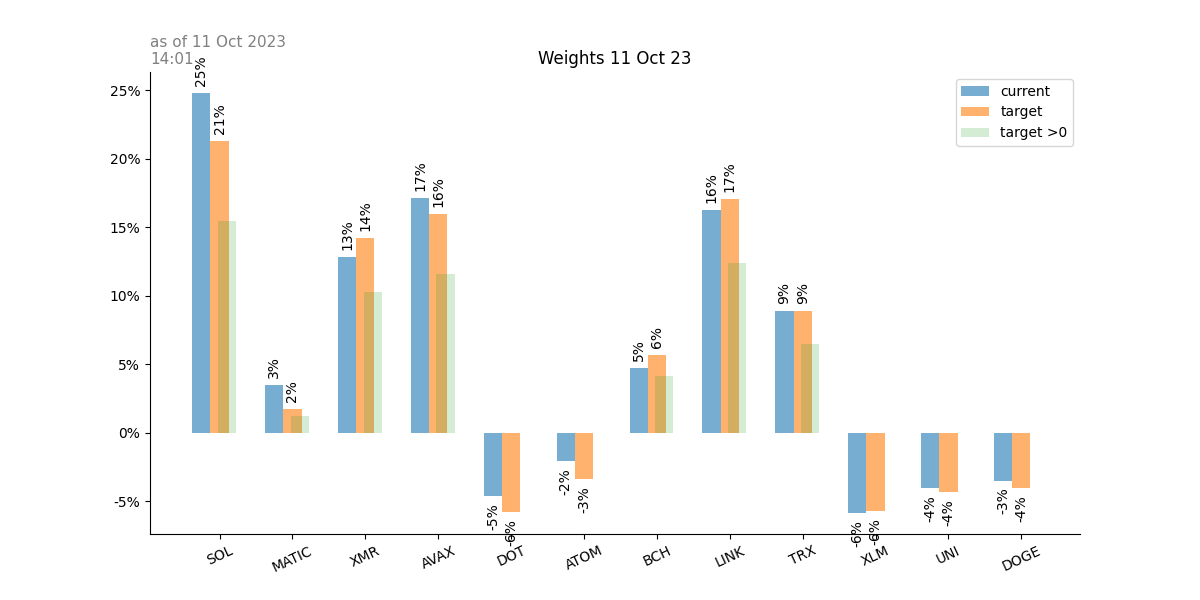 as of 11 Oct 2023
14:01
Weights 11 Oct 23
current
target
target >0
25%
20%
15%
10%
5%
0%
-5%
25%
21%
3%
2%
13%
14%
17%
16%
-5%
-6%
-2%
-3%
5%
6%
16%
17%
9%
9%
-6%
-6%
-4%
-4%
-3%
-4%
SOL
MATIC
XMR
AVAX
DOT
ATOM
BCH
LINK
TRX
XLM
UNI
DOGE